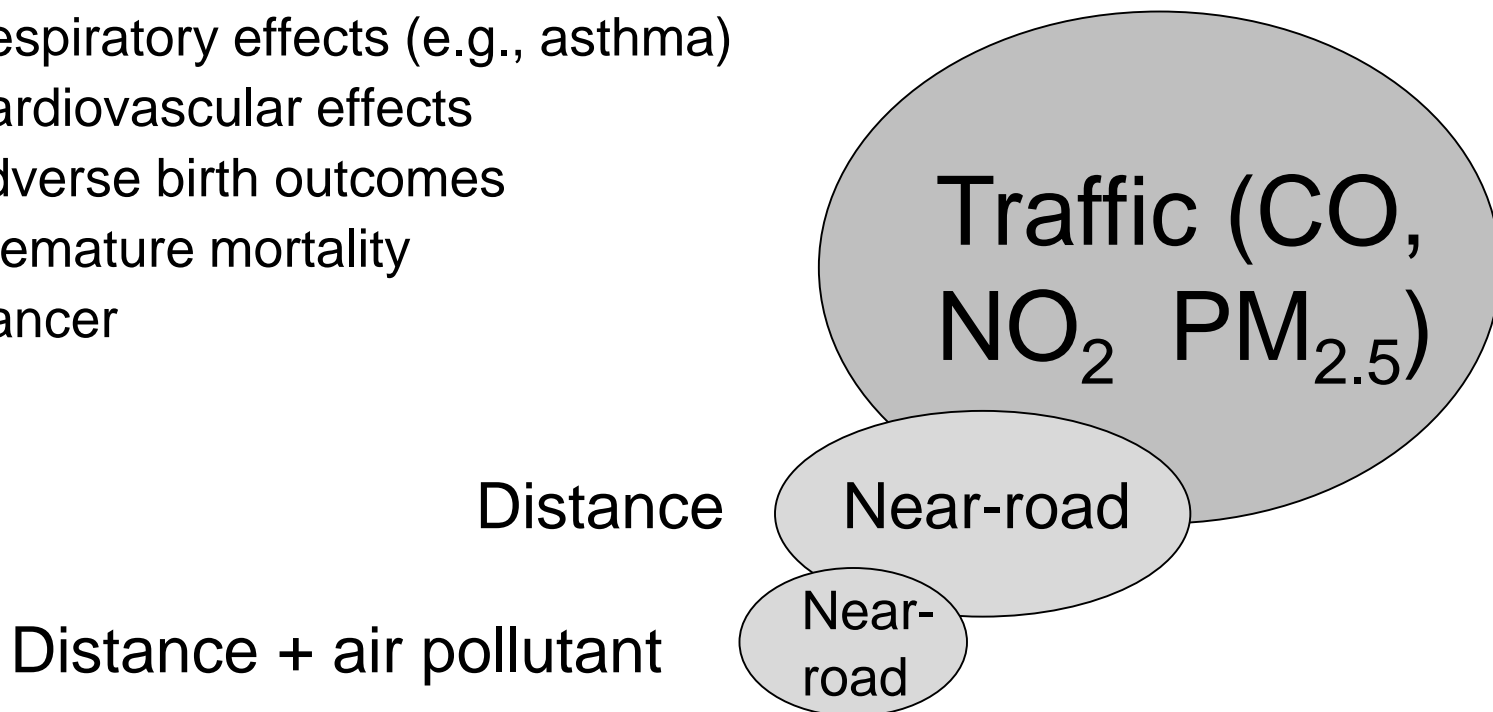 espiratory effects (e.g., asthma)
ardiovascular effects
dverse birth outcomes
emature mortality
ancer
Traffic (CO,
NO₂ PM₂.₅)
Distance
Near-road
Distance + air pollutant
Near-
road